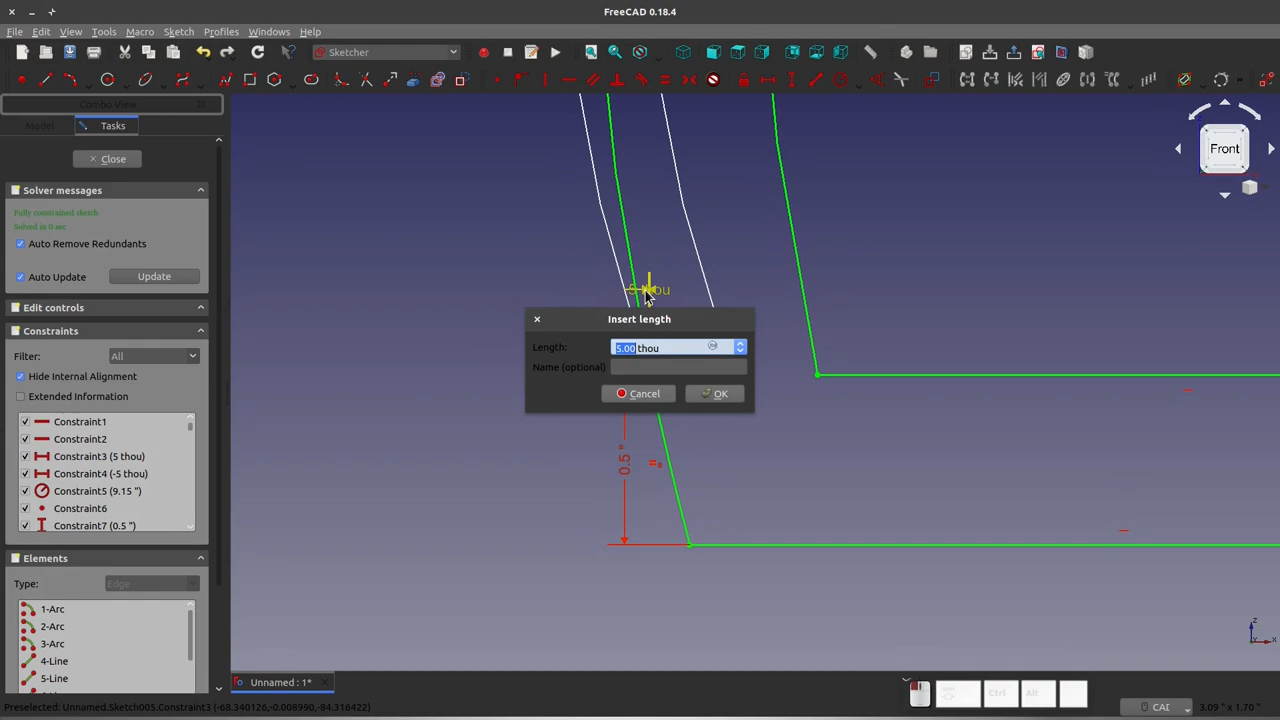 FreeCAD 0.18.4
File Edit View Tools Macro Sketch Profiles Windows Help
Sketcher
Combo View
Model Tasks
Close
Solver messages
Fully constrained sketch
Solved in 0 sec
Auto Remove Redundants
Auto Update Update
Edit controls
Constraints
Filter: All
Hide Internal Alignment
Extended Information
Constraint1
Constraint2
Constraint3 (5 thou)
Constraint4 (-5 thou)
Constraint5 (9.15 ")
Constraint6
Constraint7 (0.5 ")
Elements
Type: Edge
1-Arc
2-Arc
3-Arc
4-Line
5-Line
Front
5 thou
Insert length
Length: 5.00 thou
Name (optional)
Cancel OK
0.5 "
z
x
Unnamed : 1*
Ctrl Alt
Preselected: Unnamed.Sketch005.Constraint3 (-68.340126,-0.008990,-84.316422)
CAD
3.09 " x 1.70 "